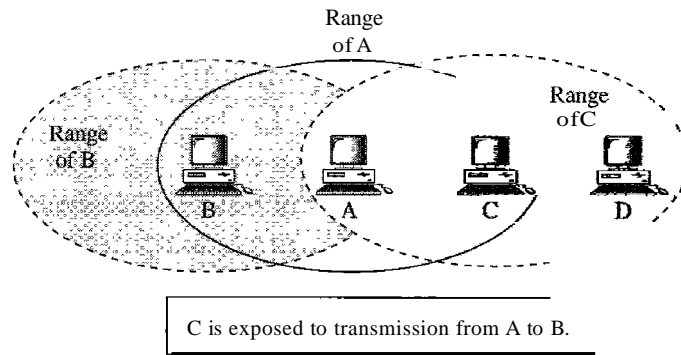 Range
of A
Range
of B
Range
of C
B
A
C
D
C is exposed to transmission from A to B.